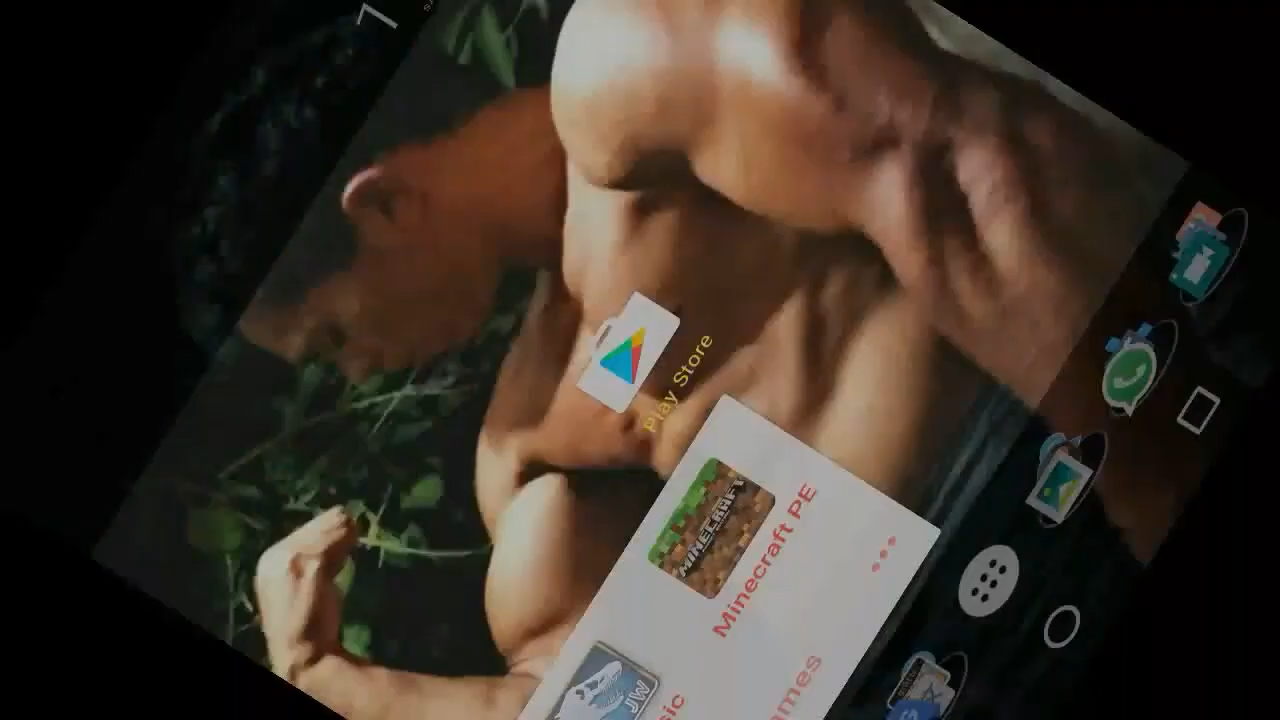 Play Store
MINECRAFT
Minecraft PE
JW
sic
ames